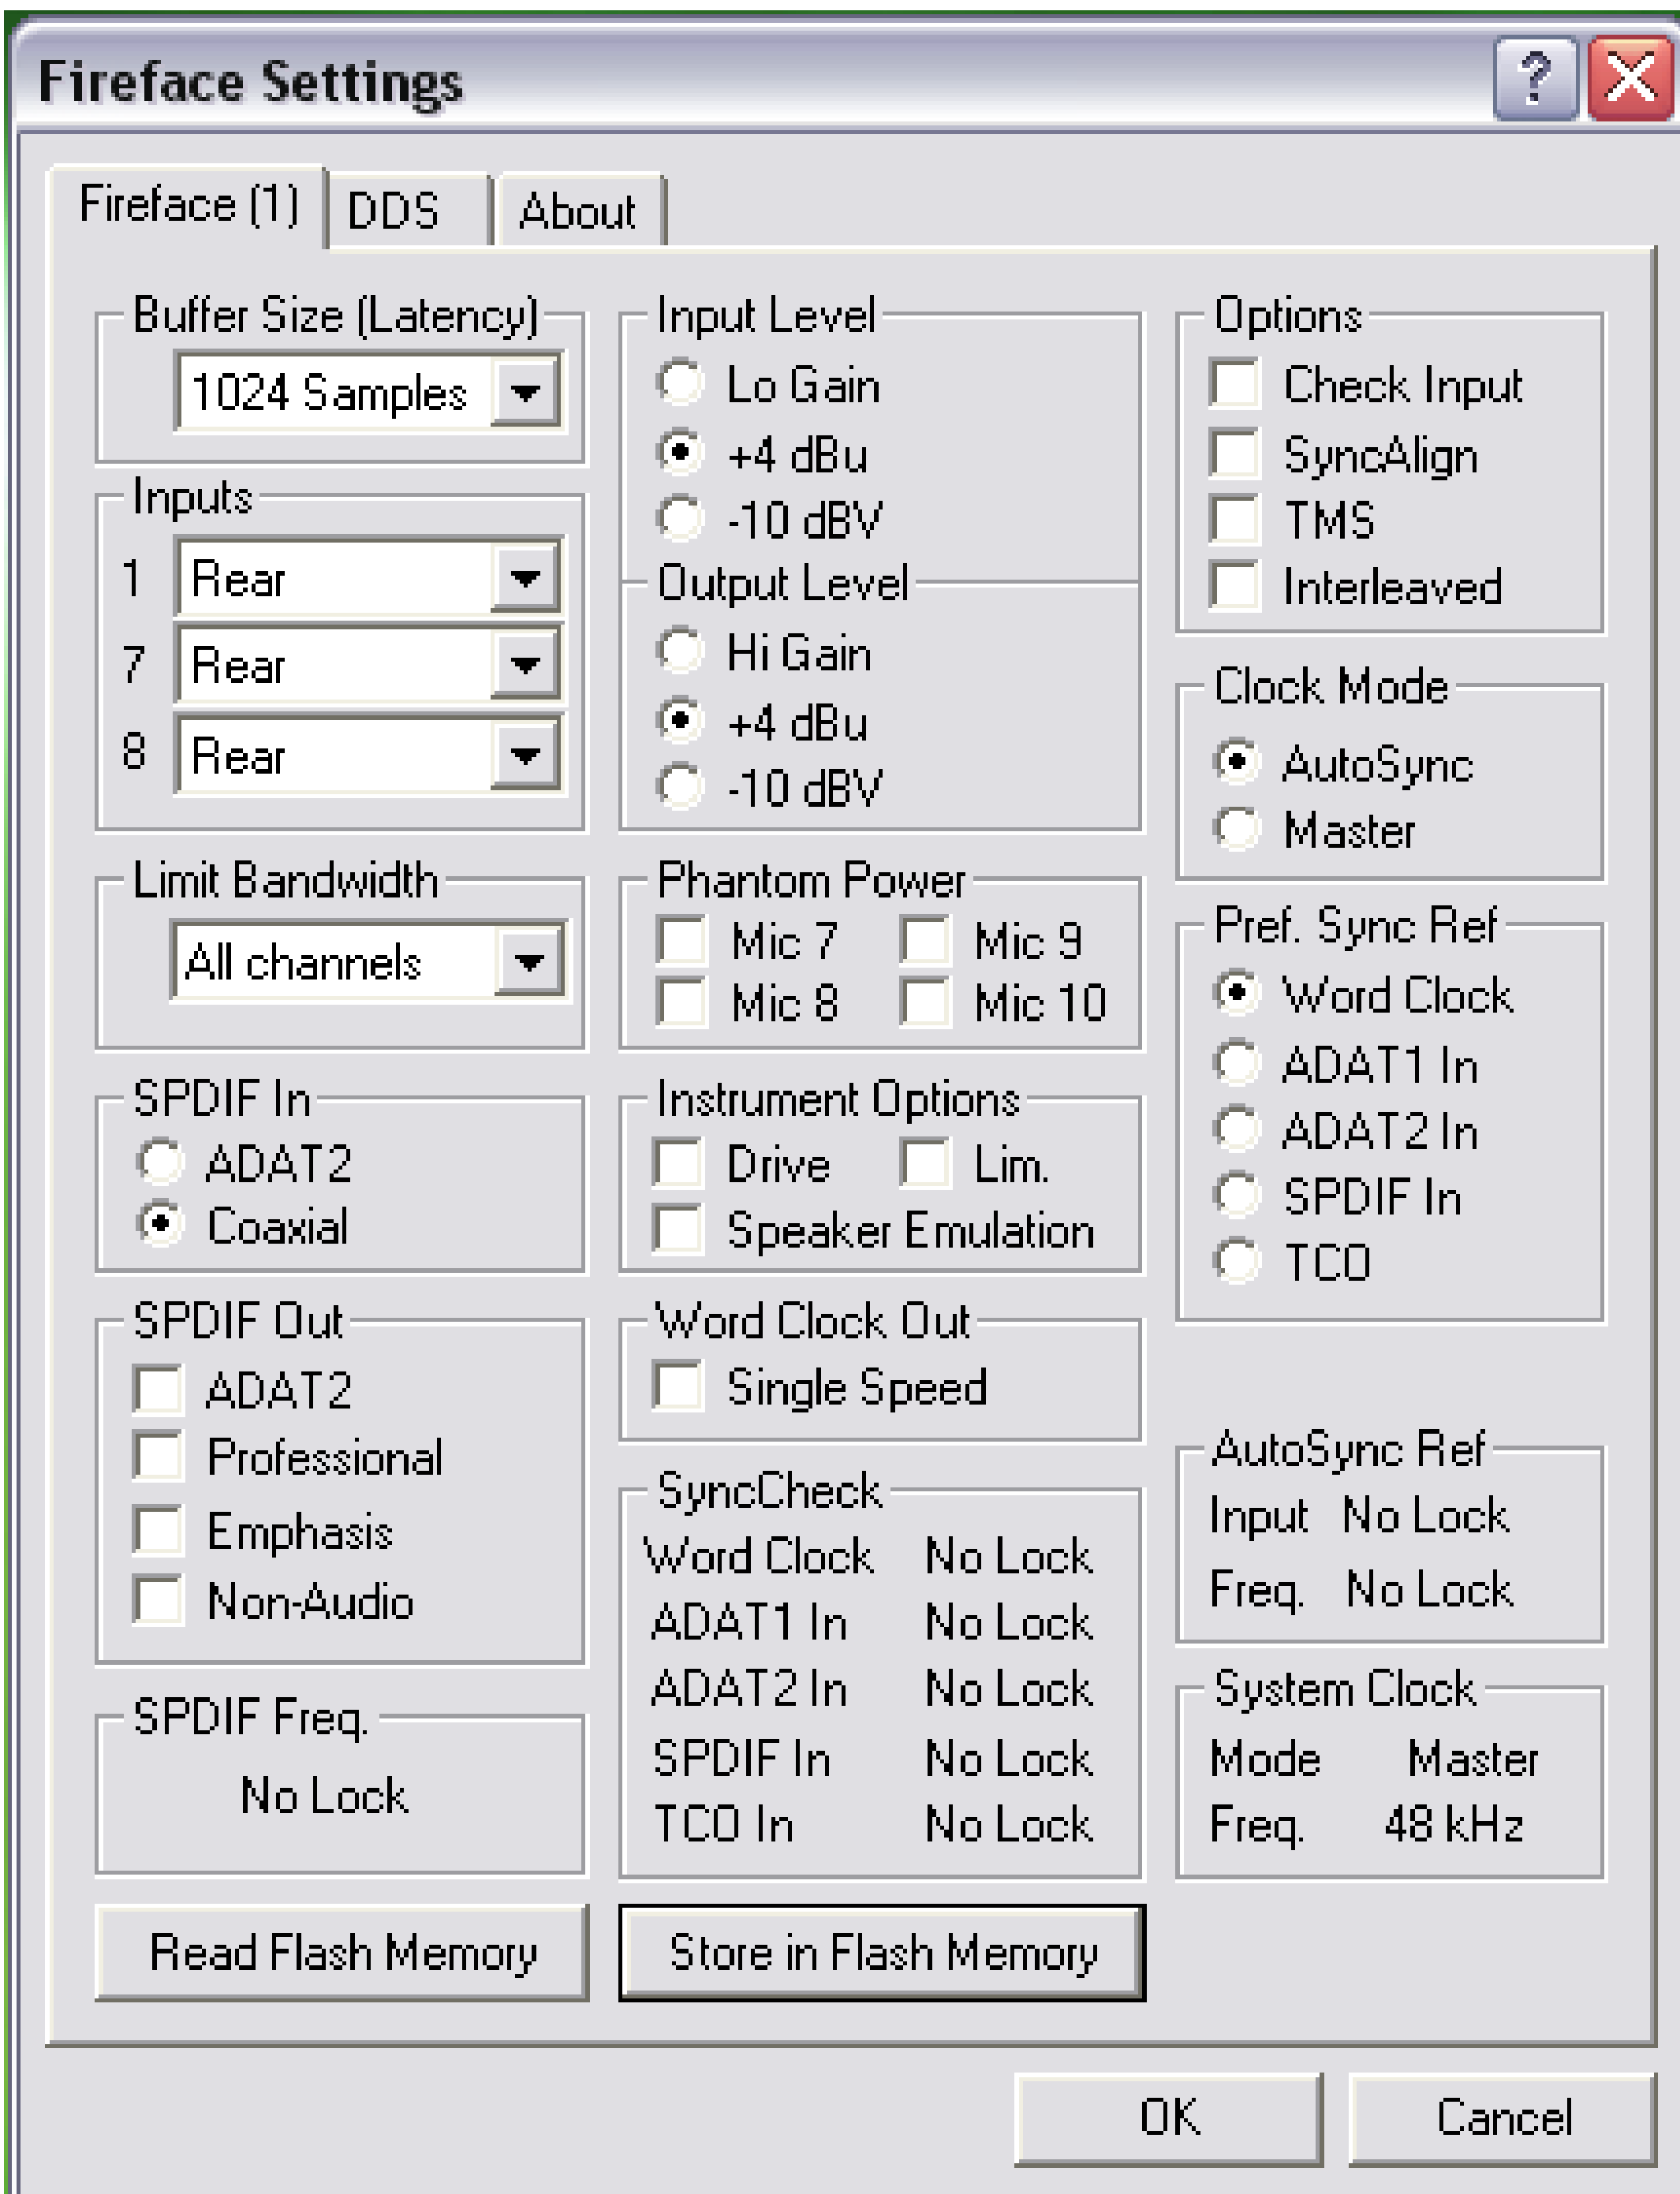 Fireface Settings
?
Fireface (1) DDS About
Buffer Size (Latency)
1024 Samples
Inputs
1 Rear
7 Rear
8 Rear
Limit Bandwidth
All channels
SPDIF In
ADAT2
Coaxial
SPDIF Out
ADAT2
Professional
Emphasis
Non-Audio
SPDIF Freq.
No Lock
Input Level
Lo Gain
+4 dBu
-10 dBV
Output Level
Hi Gain
+4 dBu
-10 dBV
Phantom Power
Mic 7 Mic 9
Mic 8 Mic 10
Instrument Options
Drive Lim.
Speaker Emulation
Word Clock Out
Single Speed
SyncCheck
Word Clock No Lock
ADAT1 In No Lock
ADAT2 In No Lock
SPDIF In No Lock
TCO In No Lock
Options
Check Input
SyncAlign
TMS
Interleaved
Clock Mode
AutoSync
Master
Pref. Sync Ref
Word Clock
ADAT1 In
ADAT2 In
SPDIF In
TCO
AutoSync Ref
Input No Lock
Freq. No Lock
System Clock
Mode Master
Freq. 48 kHz
Read Flash Memory Store in Flash Memory
OK Cancel